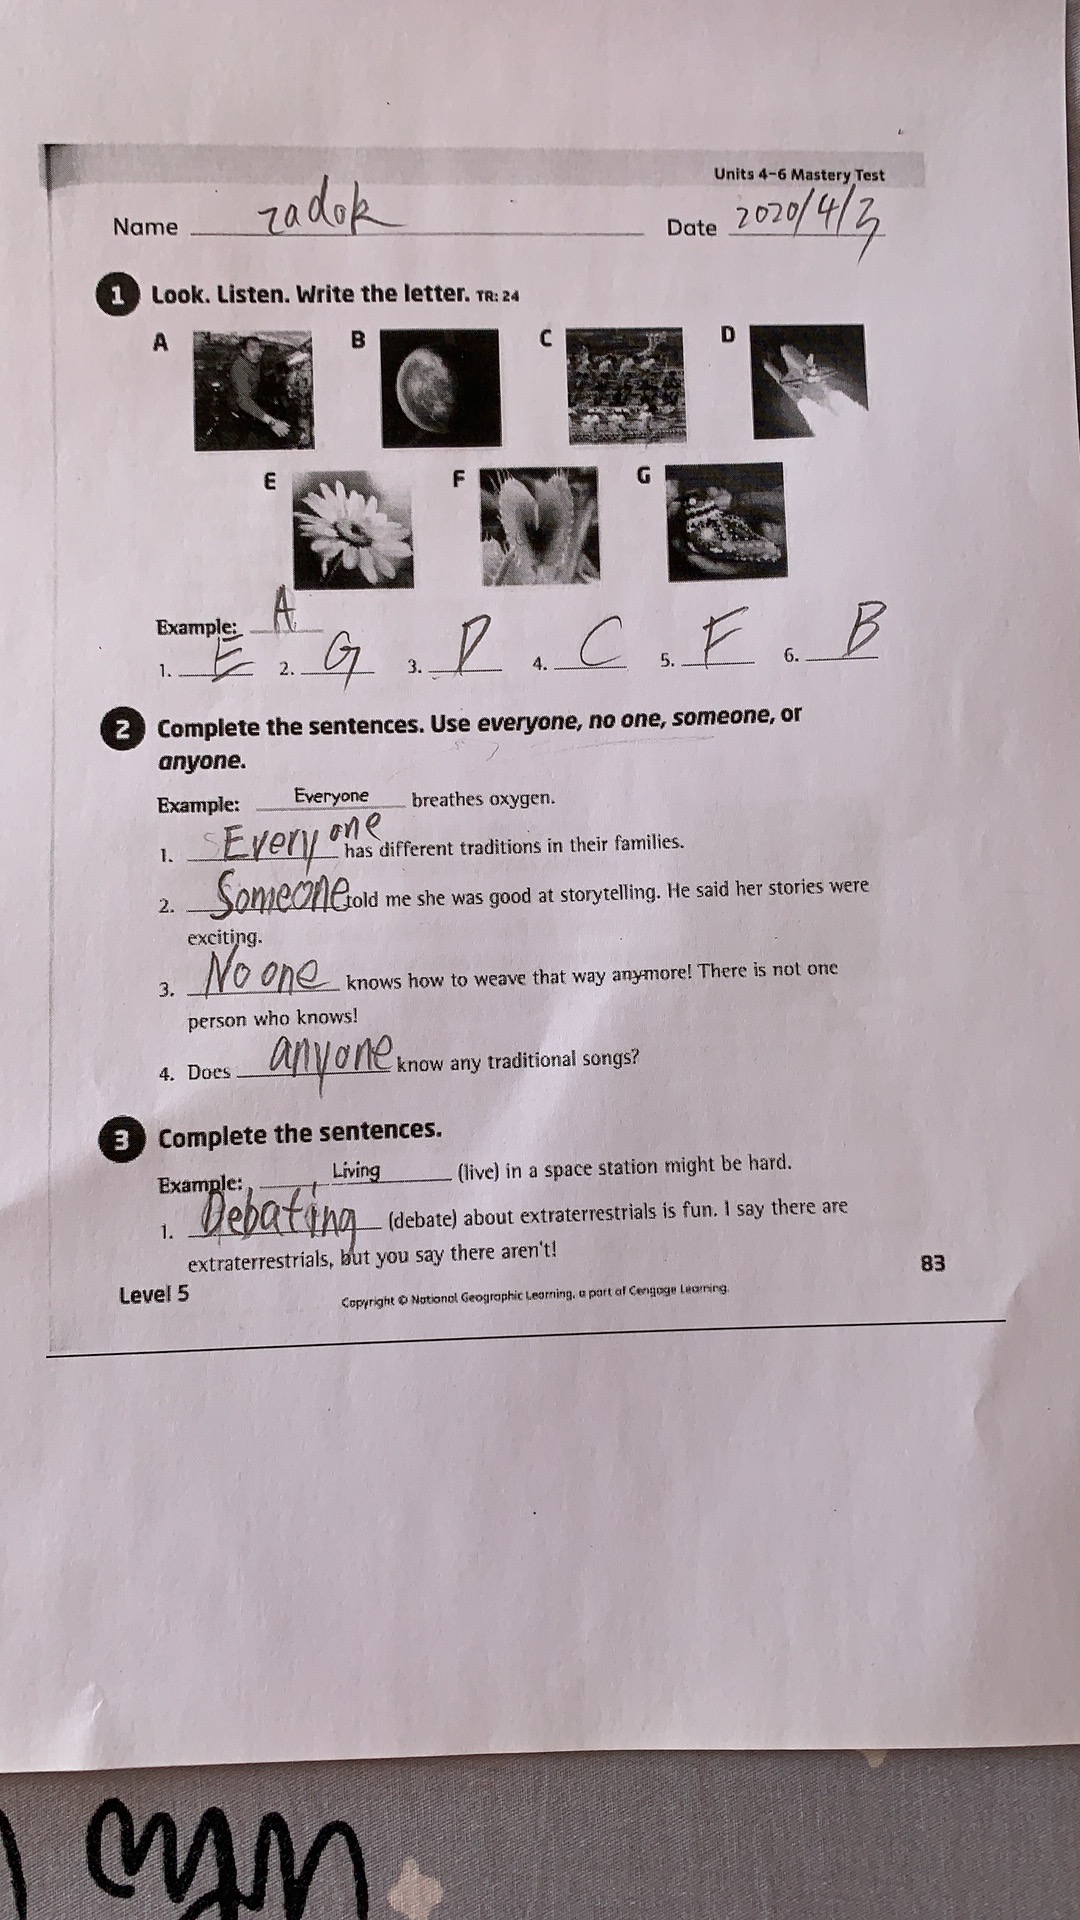 Units 4-6 Mastery Test
Name zadok Date 2020/4/3
1 Look. Listen. Write the letter. TR: 24
A B C D
E F G
Example: A
1. E 2. G 3. D 4. C 5. F 6. B
2 Complete the sentences. Use everyone, no one, someone, or
anyone.
Example: Everyone breathes oxygen.
1. Everyone has different traditions in their families.
2. Someone told me she was good at storytelling. He said her stories were
exciting.
3. No one knows how to weave that way anymore! There is not one
person who knows!
4. Does anyone know any traditional songs?
3 Complete the sentences.
Example: Living (live) in a space station might be hard.
1. Debating (debate) about extraterrestrials is fun. I say there are
extraterrestrials, but you say there aren't!
83
Level 5
Copyright © National Geographic Learning, a part of Cengage Learning.